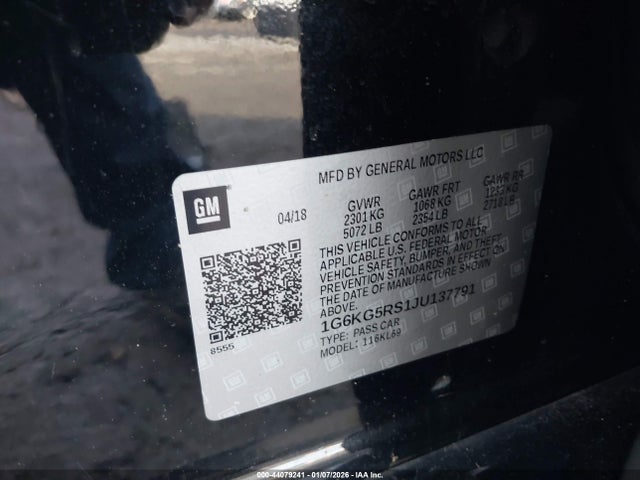 MFD BY GENERAL MOTORS LLC
GM
04/18
GVWR GAWR FRT GAWR RR
2301 KG 1068 KG 1233 KG
5072 LB 2354 LB 2718 LB
THIS VEHICLE CONFORMS TO ALL
APPLICABLE U.S. FEDERAL MOTOR
VEHICLE SAFETY, BUMPER, AND THEFT
PREVENTION STANDARDS IN EFFECT ON
THE DATE OF MANUFACTURE SHOWN
ABOVE.
1G6KG5RS1JU137791
TYPE: PASS CAR
MODEL: 116KL69
8555
000-44079241 - 01/07/2026 - IAA Inc.